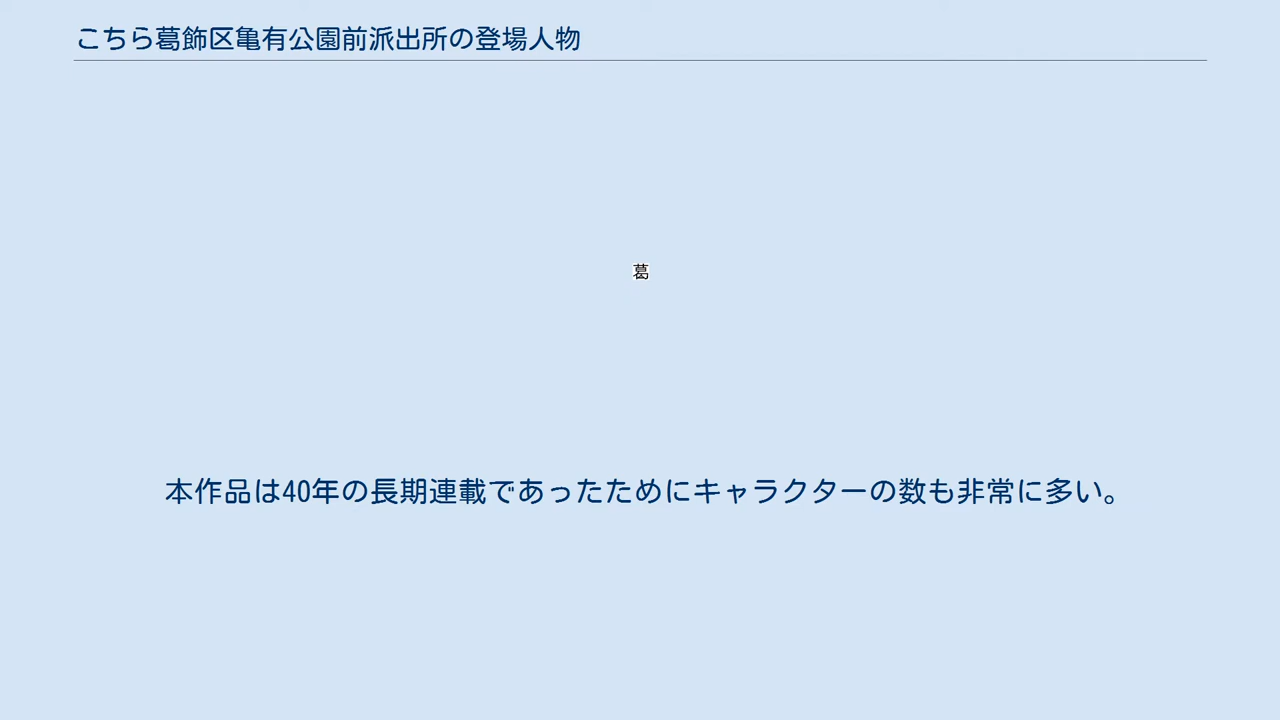 こちら葛飾区亀有公園前派出所の登場人物
葛
本作品は40年の長期連載であったためにキャラクターの数も非常に多い。